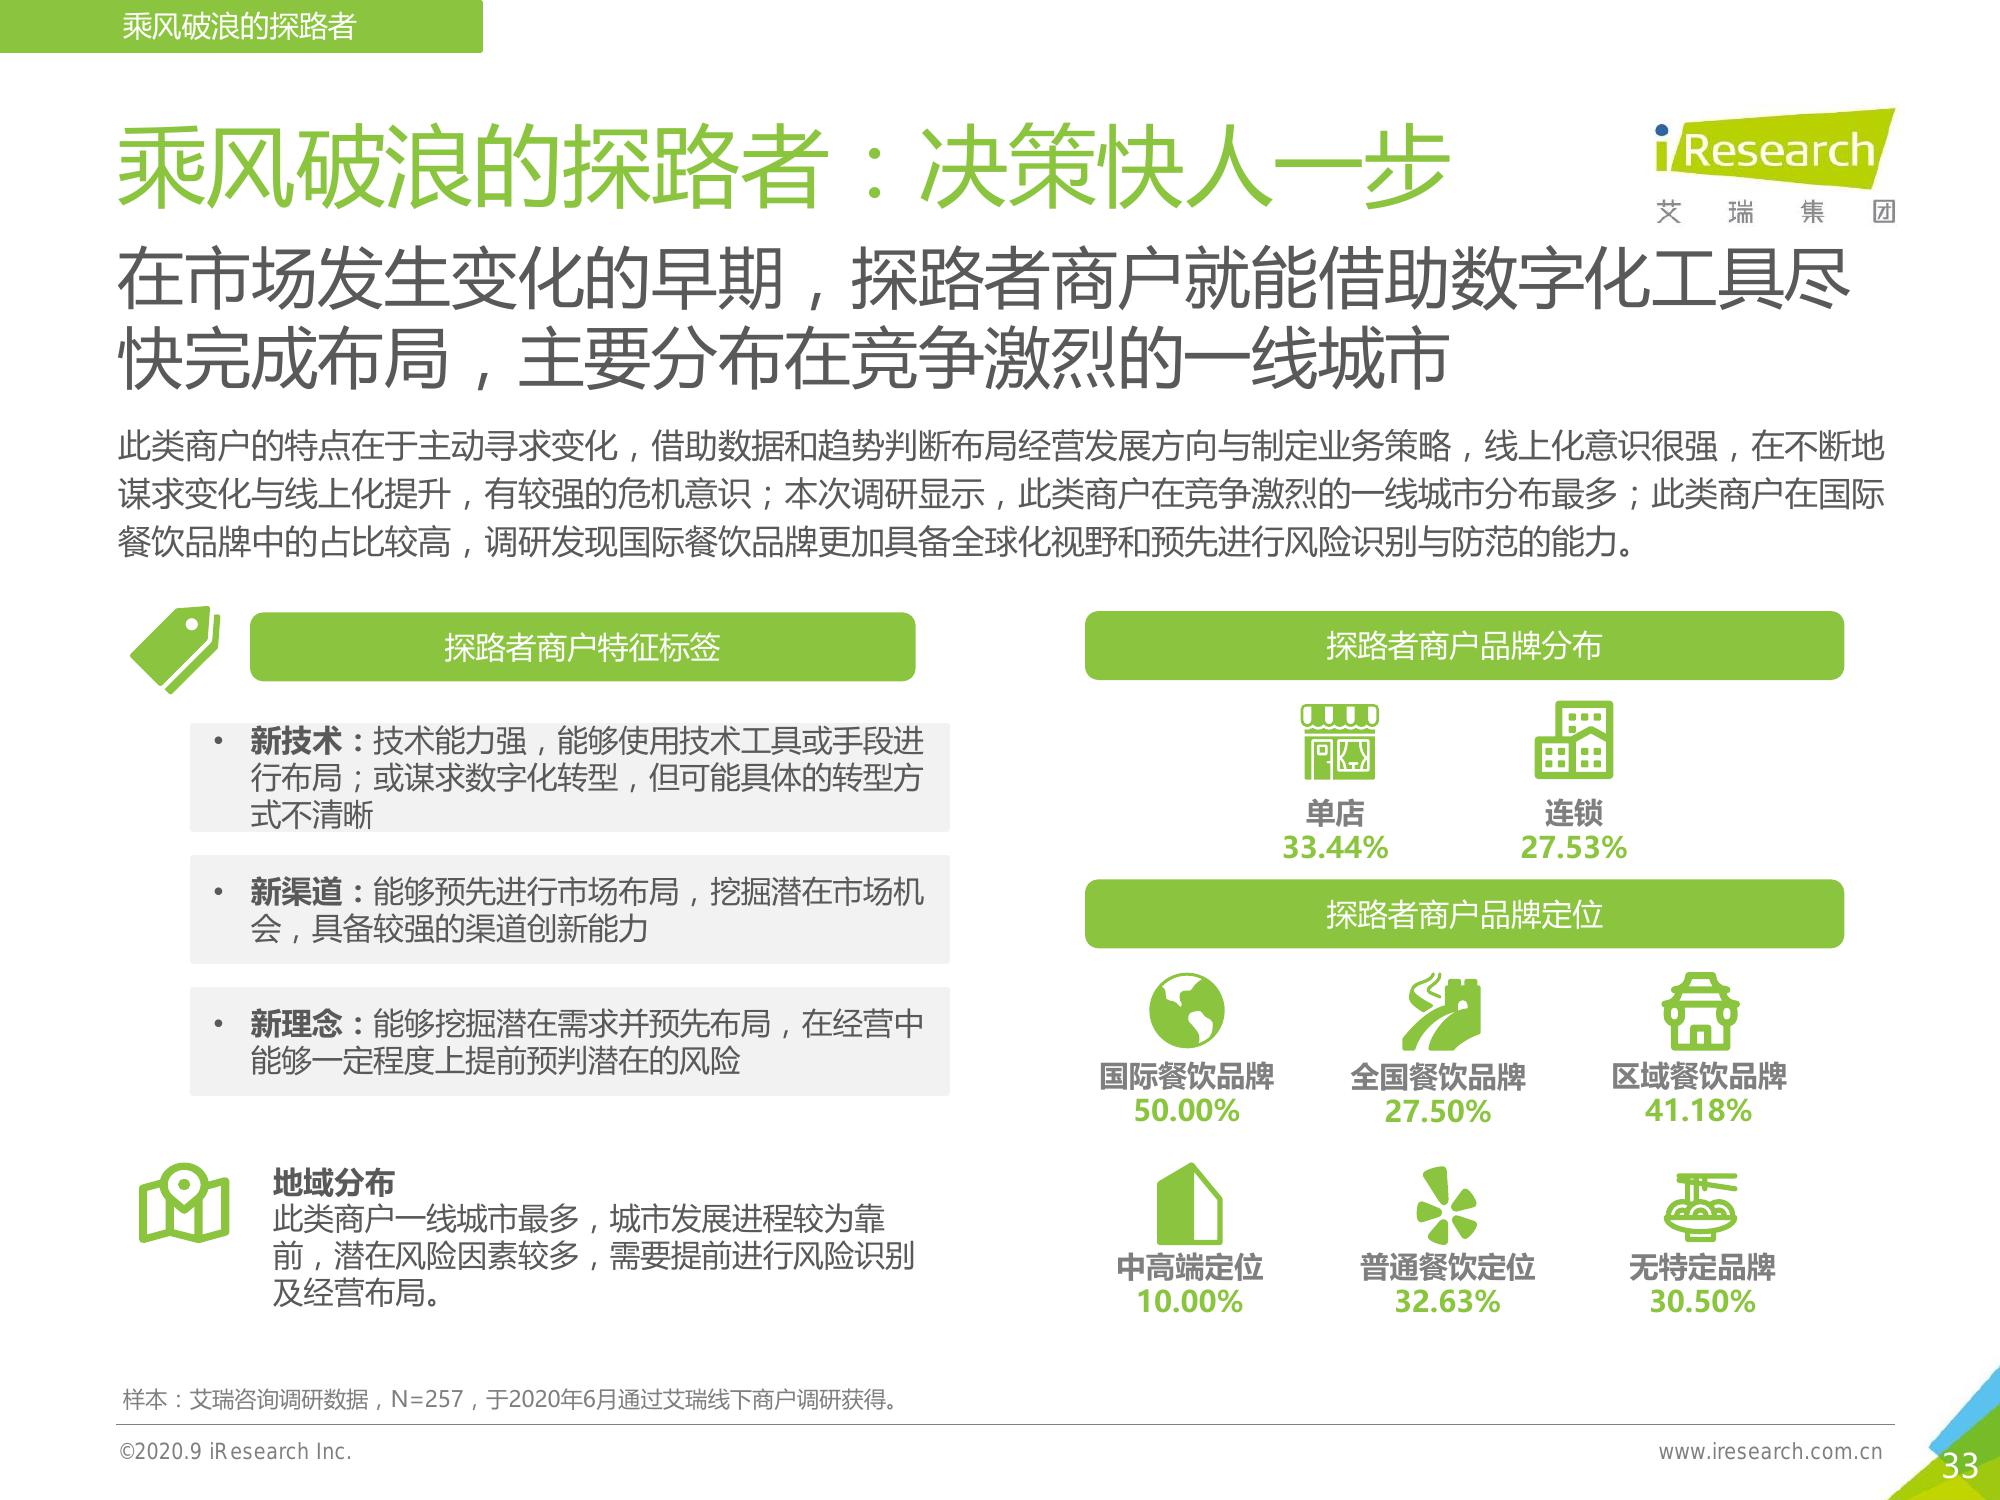 乘风破浪的探路者
乘风破浪的探路者：决策快人一步
iResearch
艾瑞集团
在市场发生变化的早期，探路者商户就能借助数字化工具尽
快完成布局，主要分布在竞争激烈的一线城市
此类商户的特点在于主动寻求变化，借助数据和趋势判断布局经营发展方向与制定业务策略，线上化意识很强，在不断地
谋求变化与线上化提升，有较强的危机意识；本次调研显示，此类商户在竞争激烈的一线城市分布最多；此类商户在国际
餐饮品牌中的占比较高，调研发现国际餐饮品牌更加具备全球化视野和预先进行风险识别与防范的能力。
探路者商户特征标签
• 新技术：技术能力强，能够使用技术工具或手段进
行布局；或谋求数字化转型，但可能具体的转型方
式不清晰
• 新渠道：能够预先进行市场布局，挖掘潜在市场机
会，具备较强的渠道创新能力
• 新理念：能够挖掘潜在需求并预先布局，在经营中
能够一定程度上提前预判潜在的风险
地域分布
此类商户一线城市最多，城市发展进程较为靠
前，潜在风险因素较多，需要提前进行风险识别
及经营布局。
探路者商户品牌分布
单店 连锁
33.44% 27.53%
探路者商户品牌定位
国际餐饮品牌 全国餐饮品牌 区域餐饮品牌
50.00% 27.50% 41.18%
中高端定位 普通餐饮定位 无特定品牌
10.00% 32.63% 30.50%
样本：艾瑞咨询调研数据，N=257，于2020年6月通过艾瑞线下商户调研获得。
©2020.9 iResearch Inc.
www.iresearch.com.cn
33